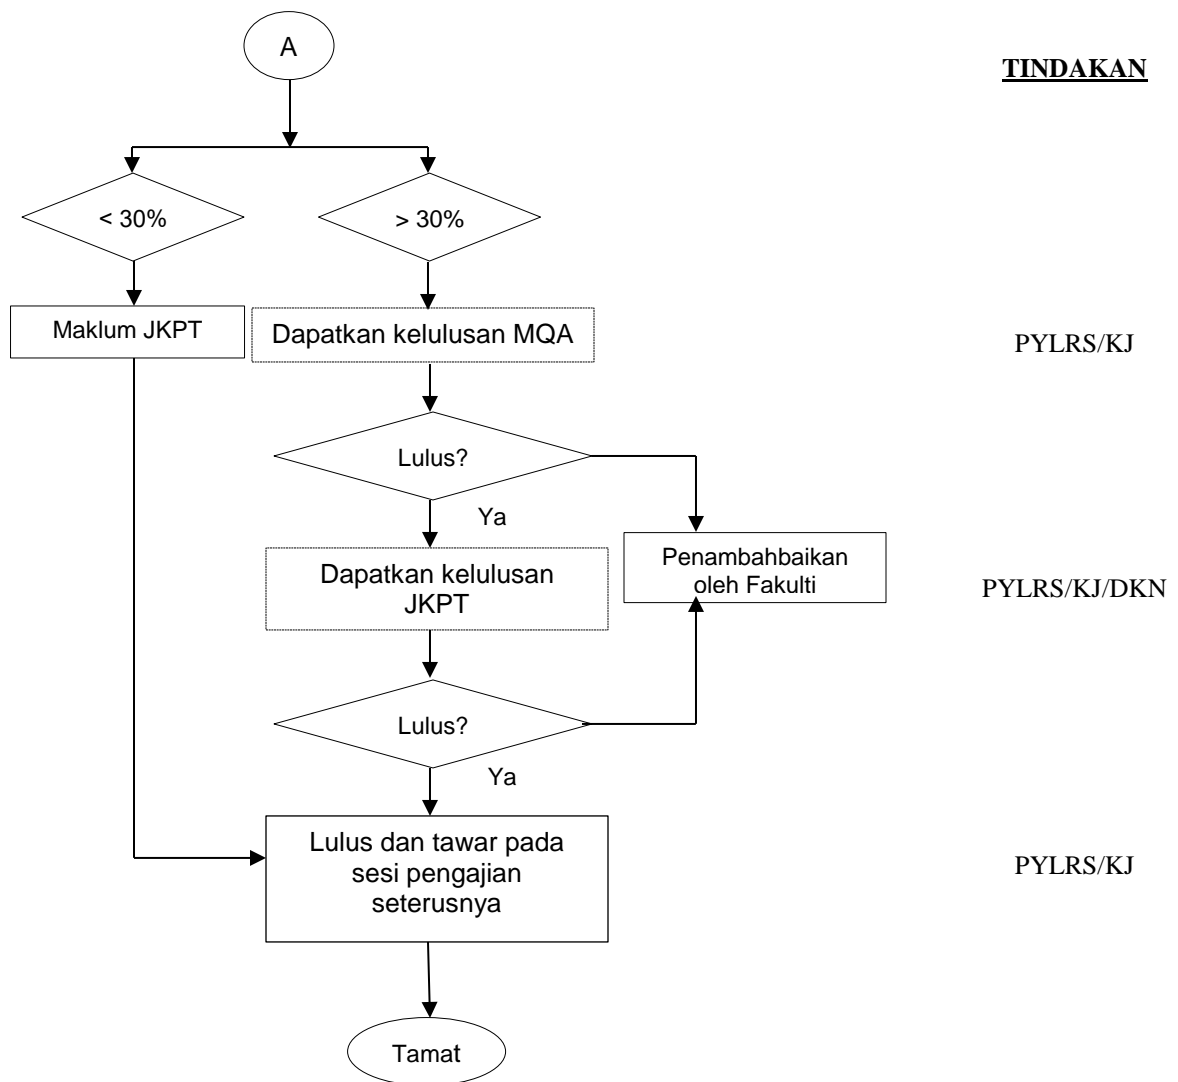 A
TINDAKAN
< 30%
> 30%
Maklum JKPT
Dapatkan kelulusan MQA
PYLRS/KJ
Lulus?
Ya
Dapatkan kelulusan
JKPT
Penambahbaikan
oleh Fakulti
PYLRS/KJ/DKN
Lulus?
Ya
Lulus dan tawar pada
sesi pengajian
seterusnya
PYLRS/KJ
Tamat